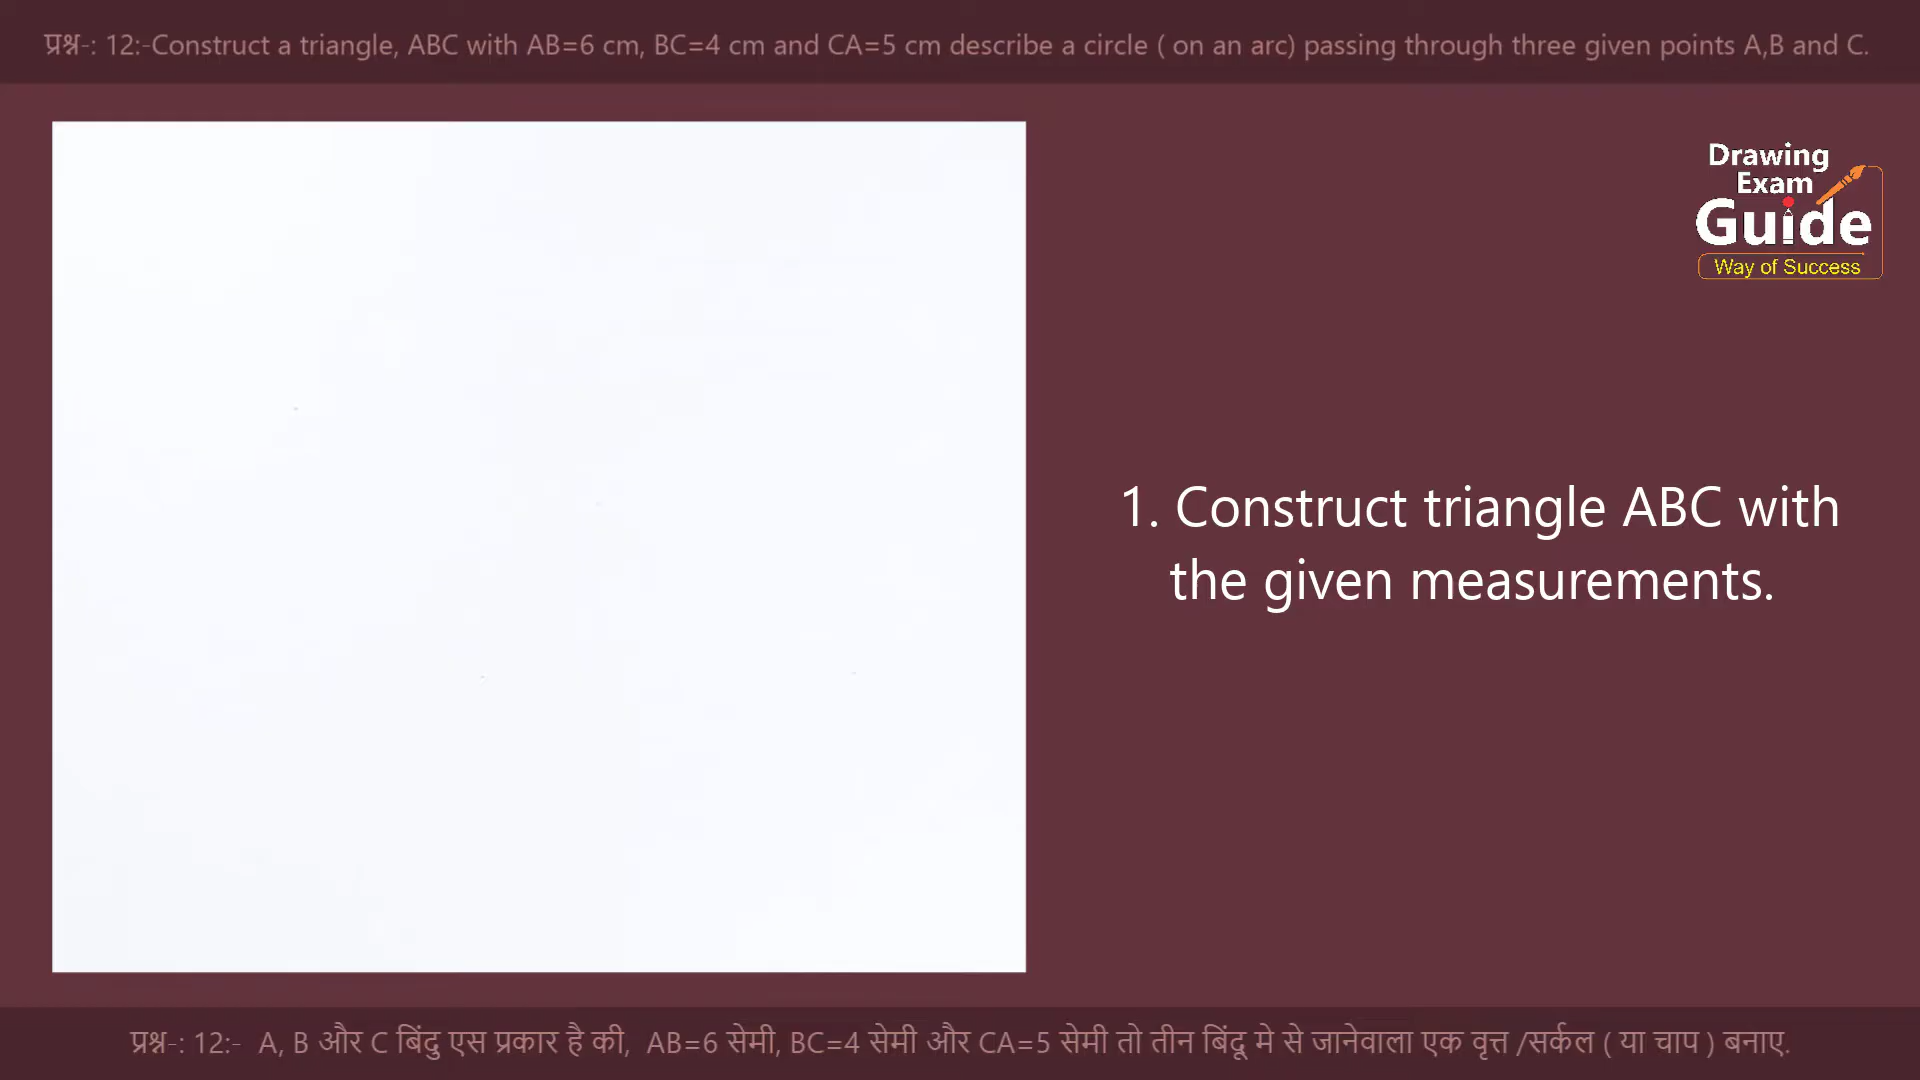 प्रश्न-: 12:-Construct a triangle, ABC with AB=6 cm, BC=4 cm and CA=5 cm describe a circle ( on an arc) passing through three given points A,B and C.
Drawing
Exam
Guide
Way of Success
1. Construct triangle ABC with
the given measurements.
प्रश्न-: 12:- A, B और C बिंदु एस प्रकार है की, AB=6 सेमी, BC=4 सेमी और CA=5 सेमी तो तीन बिंदू मे से जानेवाला एक वृत्त /सर्कल ( या चाप ) बनाए.